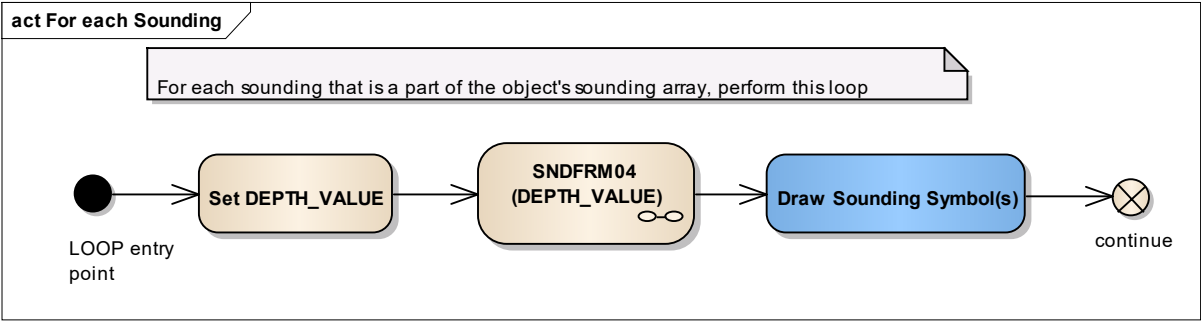 act For each Sounding
For each sounding that is a part of the object's sounding array, perform this loop
LOOP entry
point
Set DEPTH_VALUE
SNDFRM04
(DEPTH_VALUE)
Draw Sounding Symbol(s)
continue